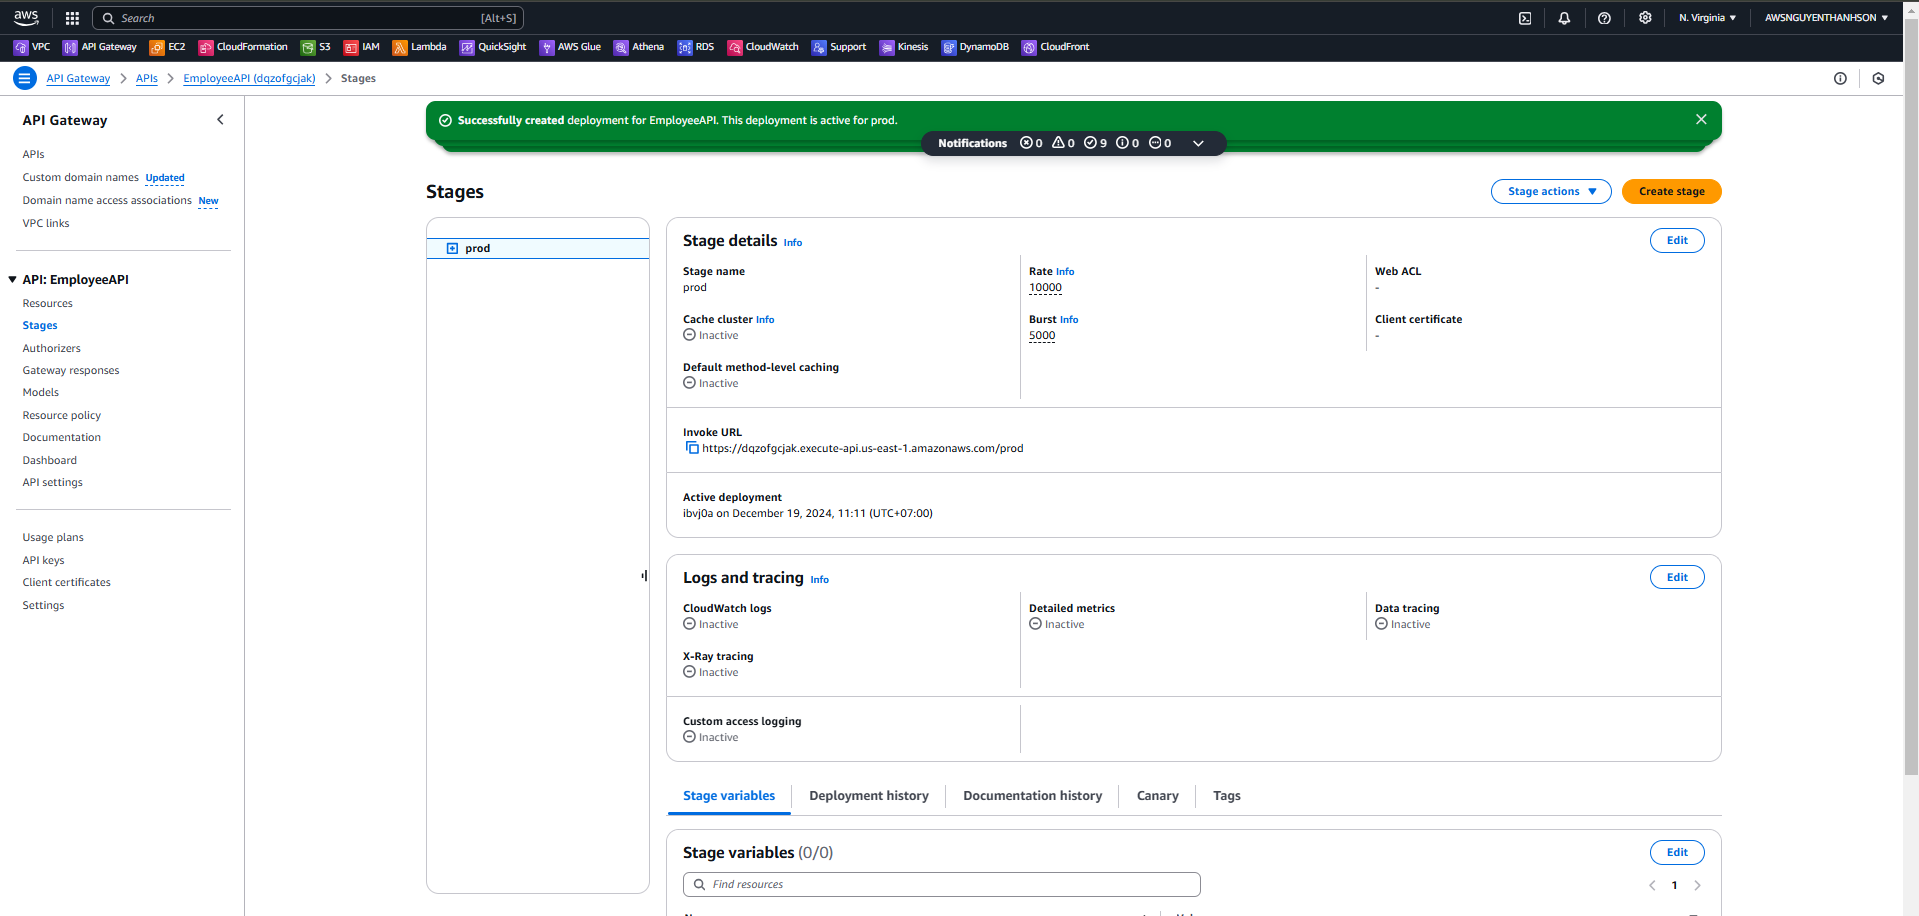 aws Search [Alt+S] N. Virginia ▼ AWSNGUYENTHANHSON ▼
VPC API Gateway EC2 CloudFormation S3 IAM Lambda QuickSight AWS Glue Athena RDS CloudWatch Support Kinesis DynamoDB CloudFront
API Gateway > APIs > EmployeeAPI (dqzofgcjak) > Stages
API Gateway
APIs
Custom domain names Updated
Domain name access associations New
VPC links
API: EmployeeAPI
Resources
Stages
Authorizers
Gateway responses
Models
Resource policy
Documentation
Dashboard
API settings
Usage plans
API keys
Client certificates
Settings
Successfully created deployment for EmployeeAPI. This deployment is active for prod.
Notifications 0 0 9 0 0
Stages
Stage actions ▼ Create stage
prod
Stage details Info
Edit
Stage name
prod
Rate Info
10000
Web ACL
-
Cache cluster Info
Inactive
Burst Info
5000
Client certificate
-
Default method-level caching
Inactive
Invoke URL
https://dqzofgcjak.execute-api.us-east-1.amazonaws.com/prod
Active deployment
ibvj0a on December 19, 2024, 11:11 (UTC+07:00)
Logs and tracing Info
Edit
CloudWatch logs
Inactive
Detailed metrics
Inactive
Data tracing
Inactive
X-Ray tracing
Inactive
Custom access logging
Inactive
Stage variables Deployment history Documentation history Canary Tags
Stage variables (0/0)
Edit
Find resources
< 1 >